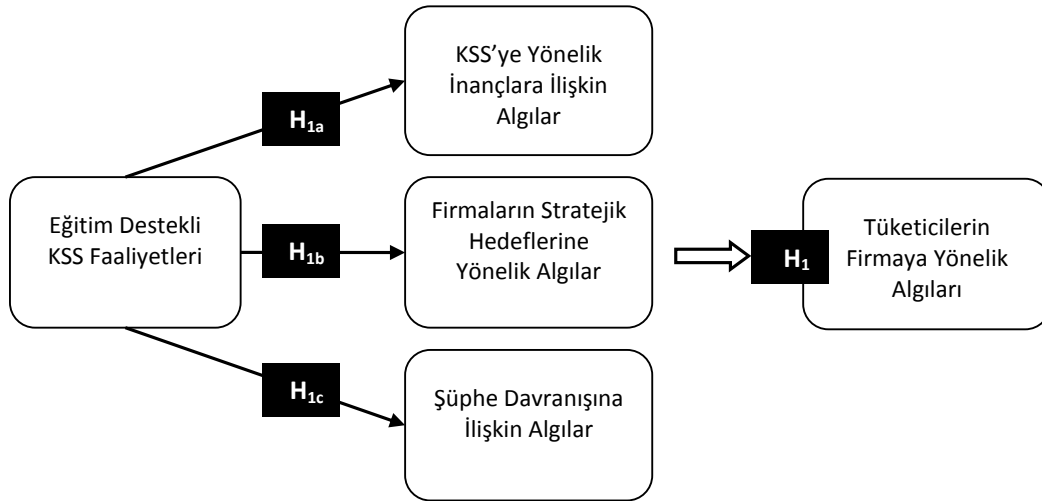 KSS’ye Yönelik
İnançlara İlişkin
Algılar
H1a
Eğitim Destekli
KSS Faaliyetleri
H1b
Firmaların Stratejik
Hedeflerine
Yönelik Algılar
H1
Tüketicilerin
Firmaya Yönelik
Algıları
H1c
Şüphe Davranışına
İlişkin Algılar